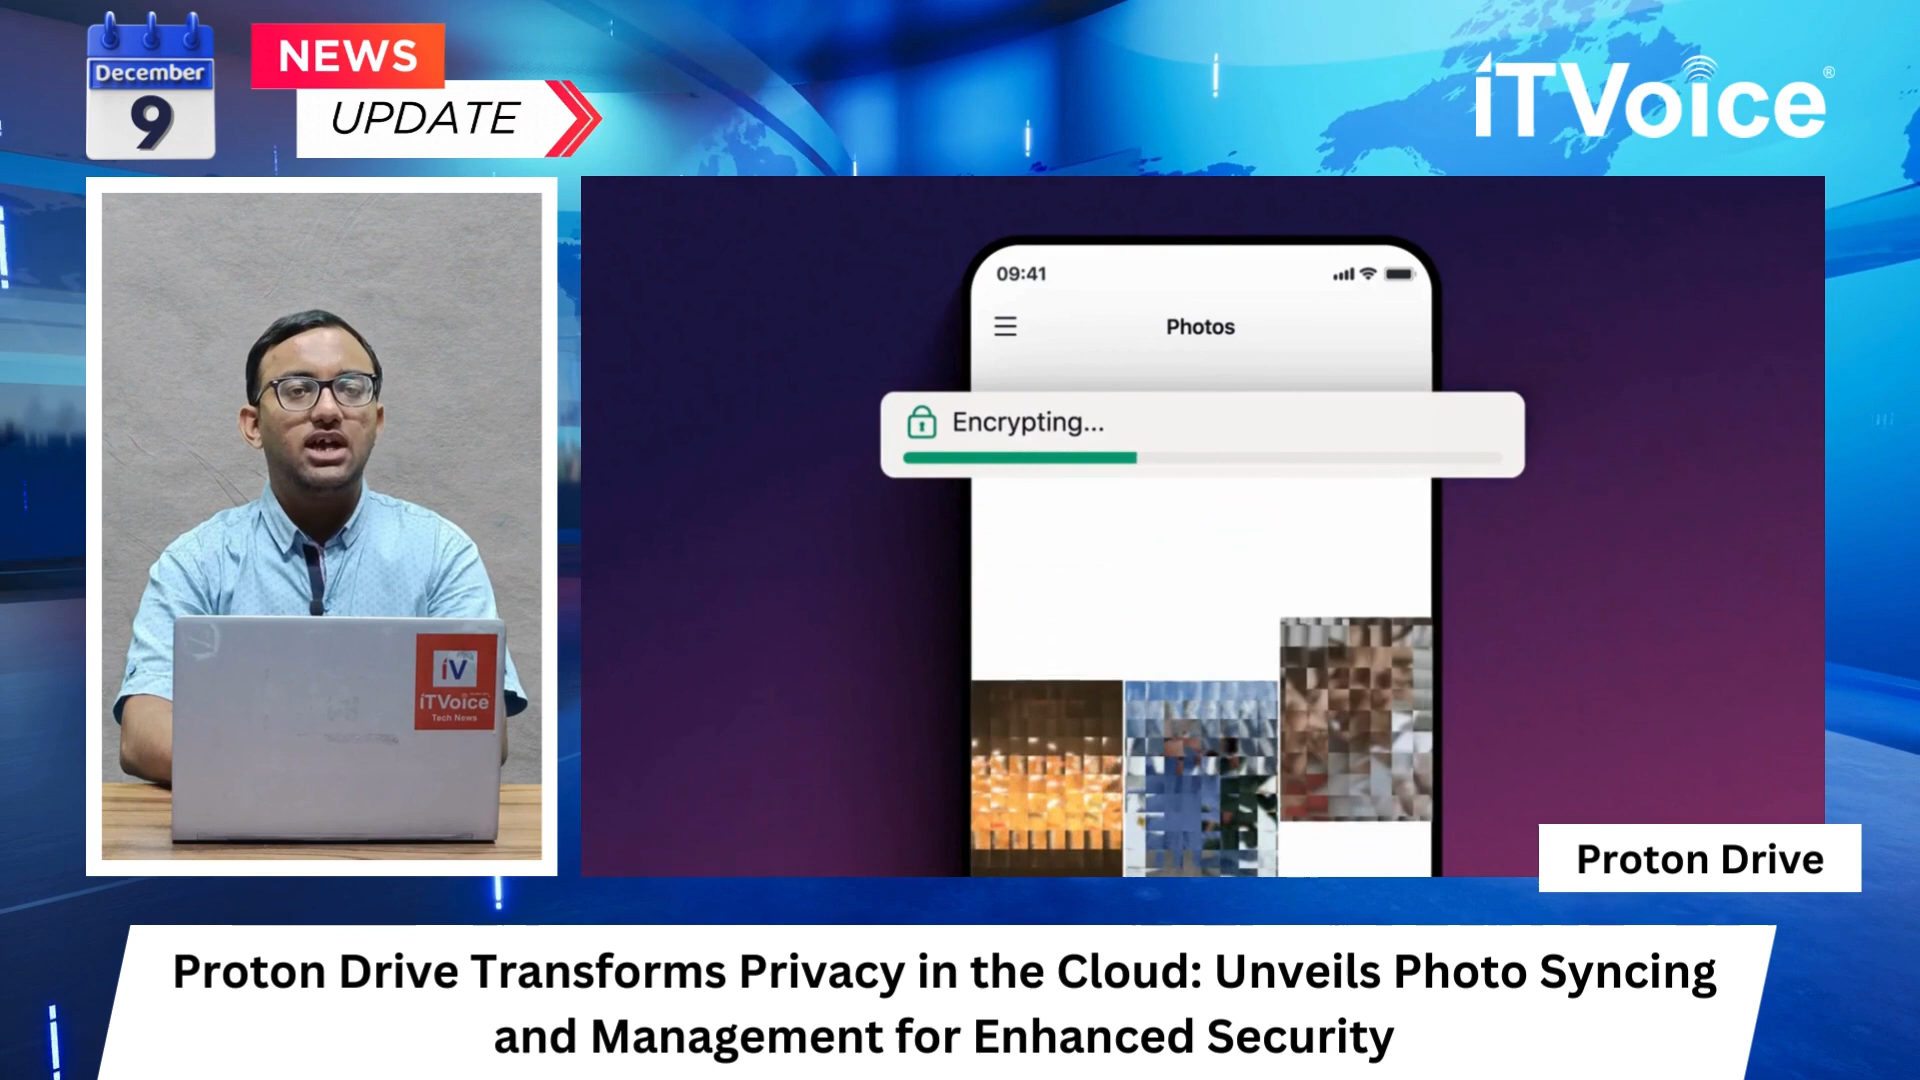 December
9
NEWS
UPDATE
iTVoice®
09:41
Photos
Encrypting...
iV
iTVoice
Tech News
Proton Drive
Proton Drive Transforms Privacy in the Cloud: Unveils Photo Syncing
and Management for Enhanced Security